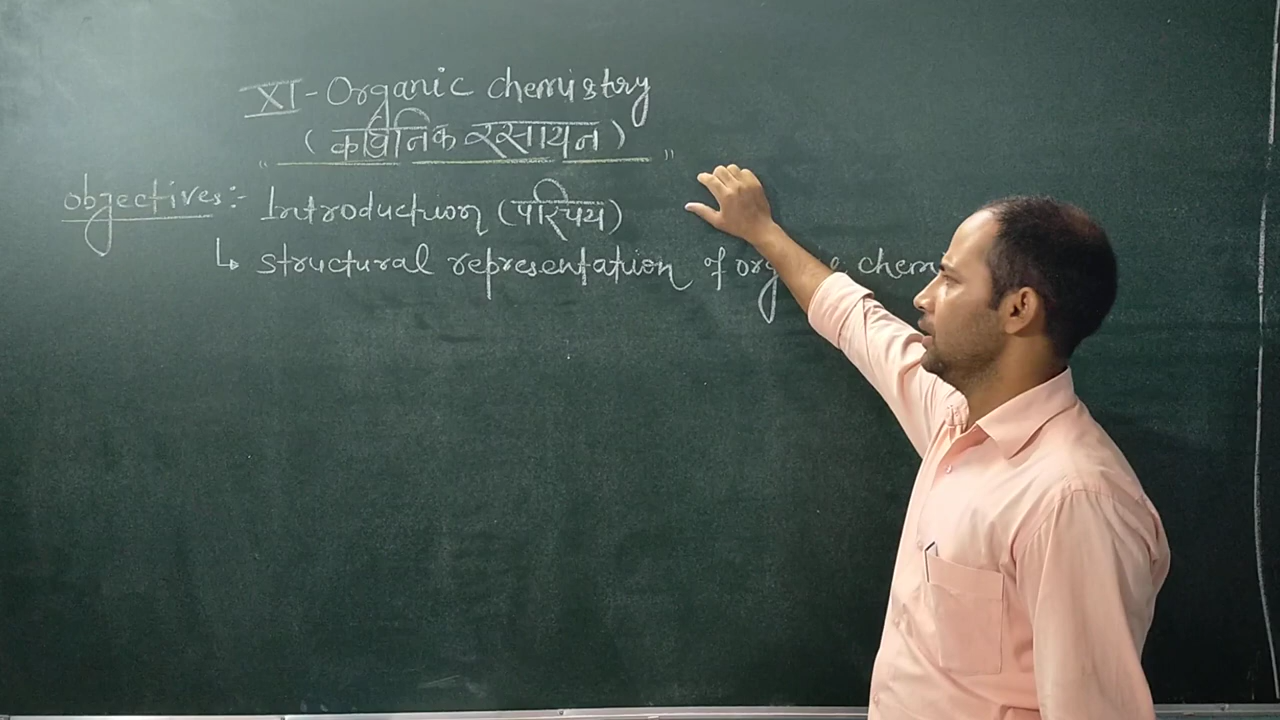 XI - Organic chemistry
(कार्बनिक रसायन)
objectives:- Introduction (परिचय)
↳ structural representation of